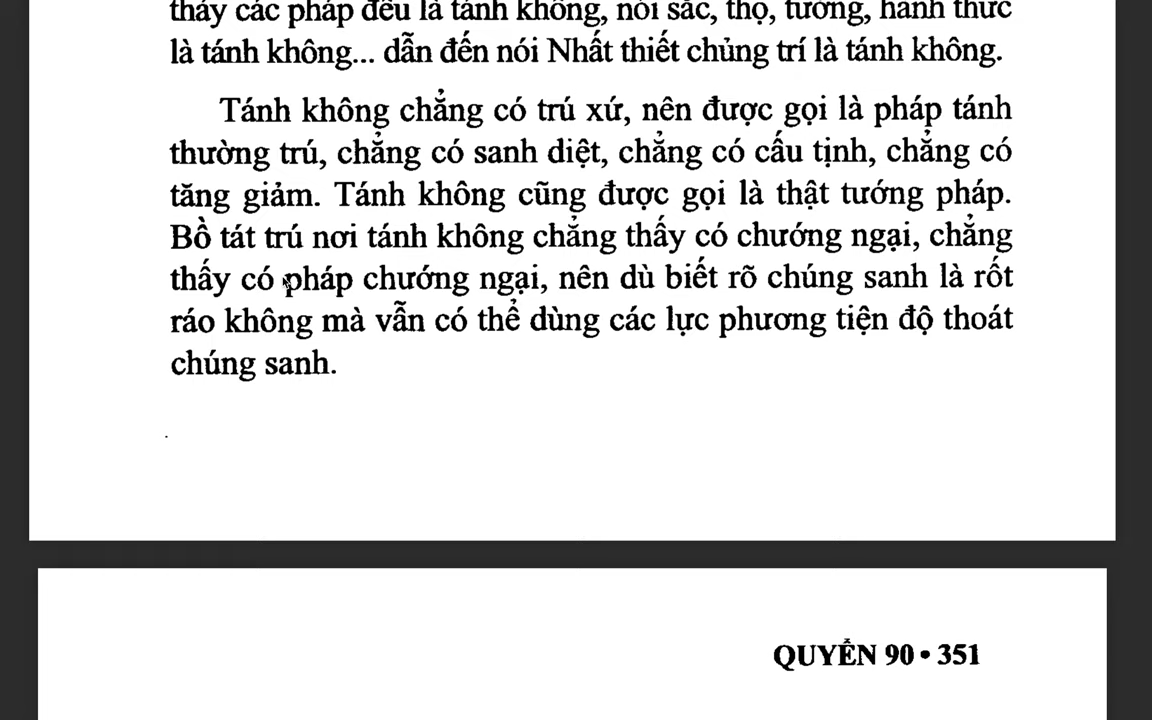 thấy các pháp đều là tánh không, nói sắc, thọ, tưởng, hành thức
là tánh không... dẫn đến nói Nhất thiết chủng trí là tánh không.
Tánh không chẳng có trú xứ, nên được gọi là pháp tánh
thường trú, chẳng có sanh diệt, chẳng có cấu tịnh, chẳng có
tăng giảm. Tánh không cũng được gọi là thật tướng pháp.
Bồ tát trú nơi tánh không chẳng thấy có chướng ngại, chẳng
thấy có pháp chướng ngại, nên dù biết rõ chúng sanh là rốt
ráo không mà vẫn có thể dùng các lực phương tiện độ thoát
chúng sanh.
QUYỂN 90 • 351